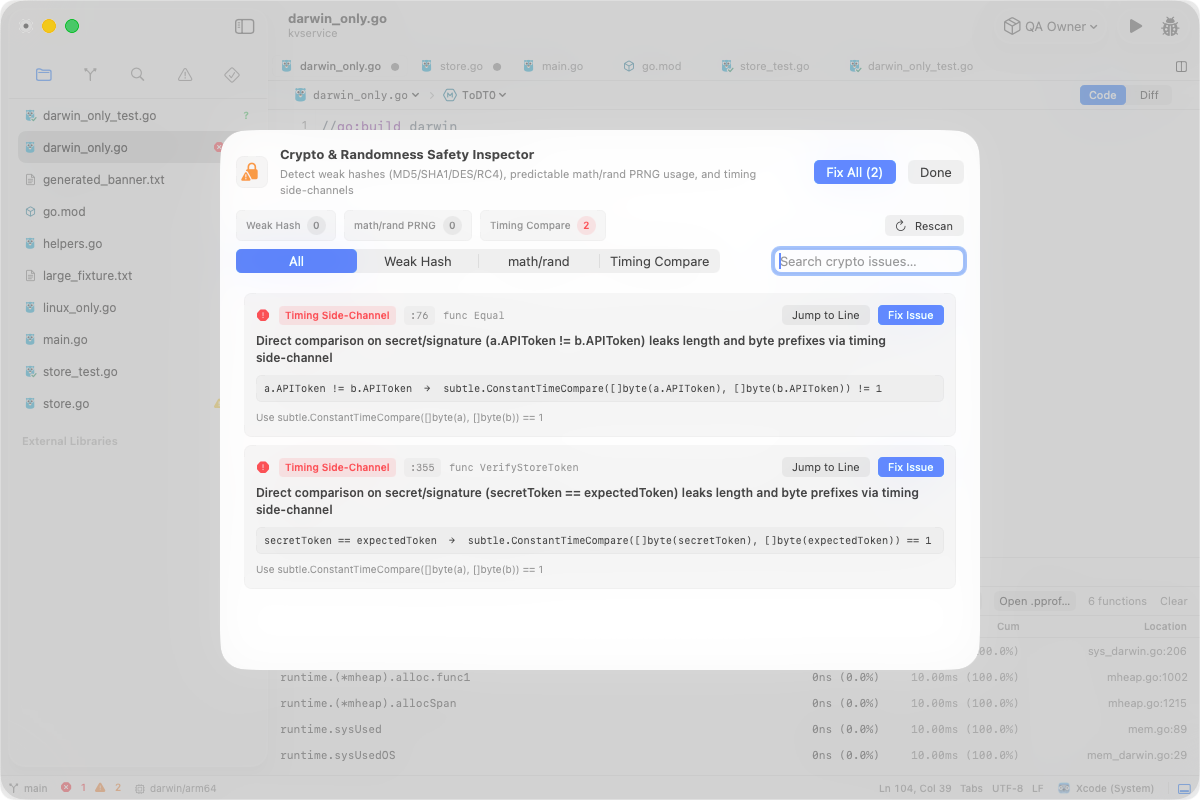 darwin_only.go
kvservice
QA Owner
darwin_only.go
store.go
main.go
go.mod
store_test.go
darwin_only_test.go
darwin_only.go
ToDTO
Code
Diff
1 //go:build darwin
darwin_only_test.go ?
darwin_only.go
generated_banner.txt
go.mod
helpers.go
large_fixture.txt
linux_only.go
main.go
store_test.go
store.go
External Libraries
Crypto & Randomness Safety Inspector
Detect weak hashes (MD5/SHA1/DES/RC4), predictable math/rand PRNG usage, and timing
side-channels
Fix All (2)
Done
Weak Hash 0
math/rand PRNG 0
Timing Compare 2
Rescan
All
Weak Hash
math/rand
Timing Compare
Search crypto issues...
Timing Side-Channel :76 func Equal
Jump to Line
Fix Issue
Direct comparison on secret/signature (a.APIToken != b.APIToken) leaks length and byte prefixes via timing
side-channel
a.APIToken != b.APIToken → subtle.ConstantTimeCompare([]byte(a.APIToken), []byte(b.APIToken)) != 1
Use subtle.ConstantTimeCompare([]byte(a), []byte(b)) == 1
Timing Side-Channel :355 func VerifyStoreToken
Jump to Line
Fix Issue
Direct comparison on secret/signature (secretToken == expectedToken) leaks length and byte prefixes via timing
side-channel
secretToken == expectedToken → subtle.ConstantTimeCompare([]byte(secretToken), []byte(expectedToken)) == 1
Use subtle.ConstantTimeCompare([]byte(a), []byte(b)) == 1
Open .pprof...
6 functions
Clear
Cum
Location
sys_darwin.go:206
runtime.(*mheap).alloc.func1 0ns (0.0%) 10.00ms (100.0%) mheap.go:1002
runtime.(*mheap).allocSpan 0ns (0.0%) 10.00ms (100.0%) mheap.go:1215
runtime.sysUsed 0ns (0.0%) 10.00ms (100.0%) mem.go:89
runtime.sysUsedOS 0ns (0.0%) 10.00ms (100.0%) mem_darwin.go:29
main 1 2 darwin/arm64
Ln 104, Col 39 Tabs UTF-8 LF Xcode (System)